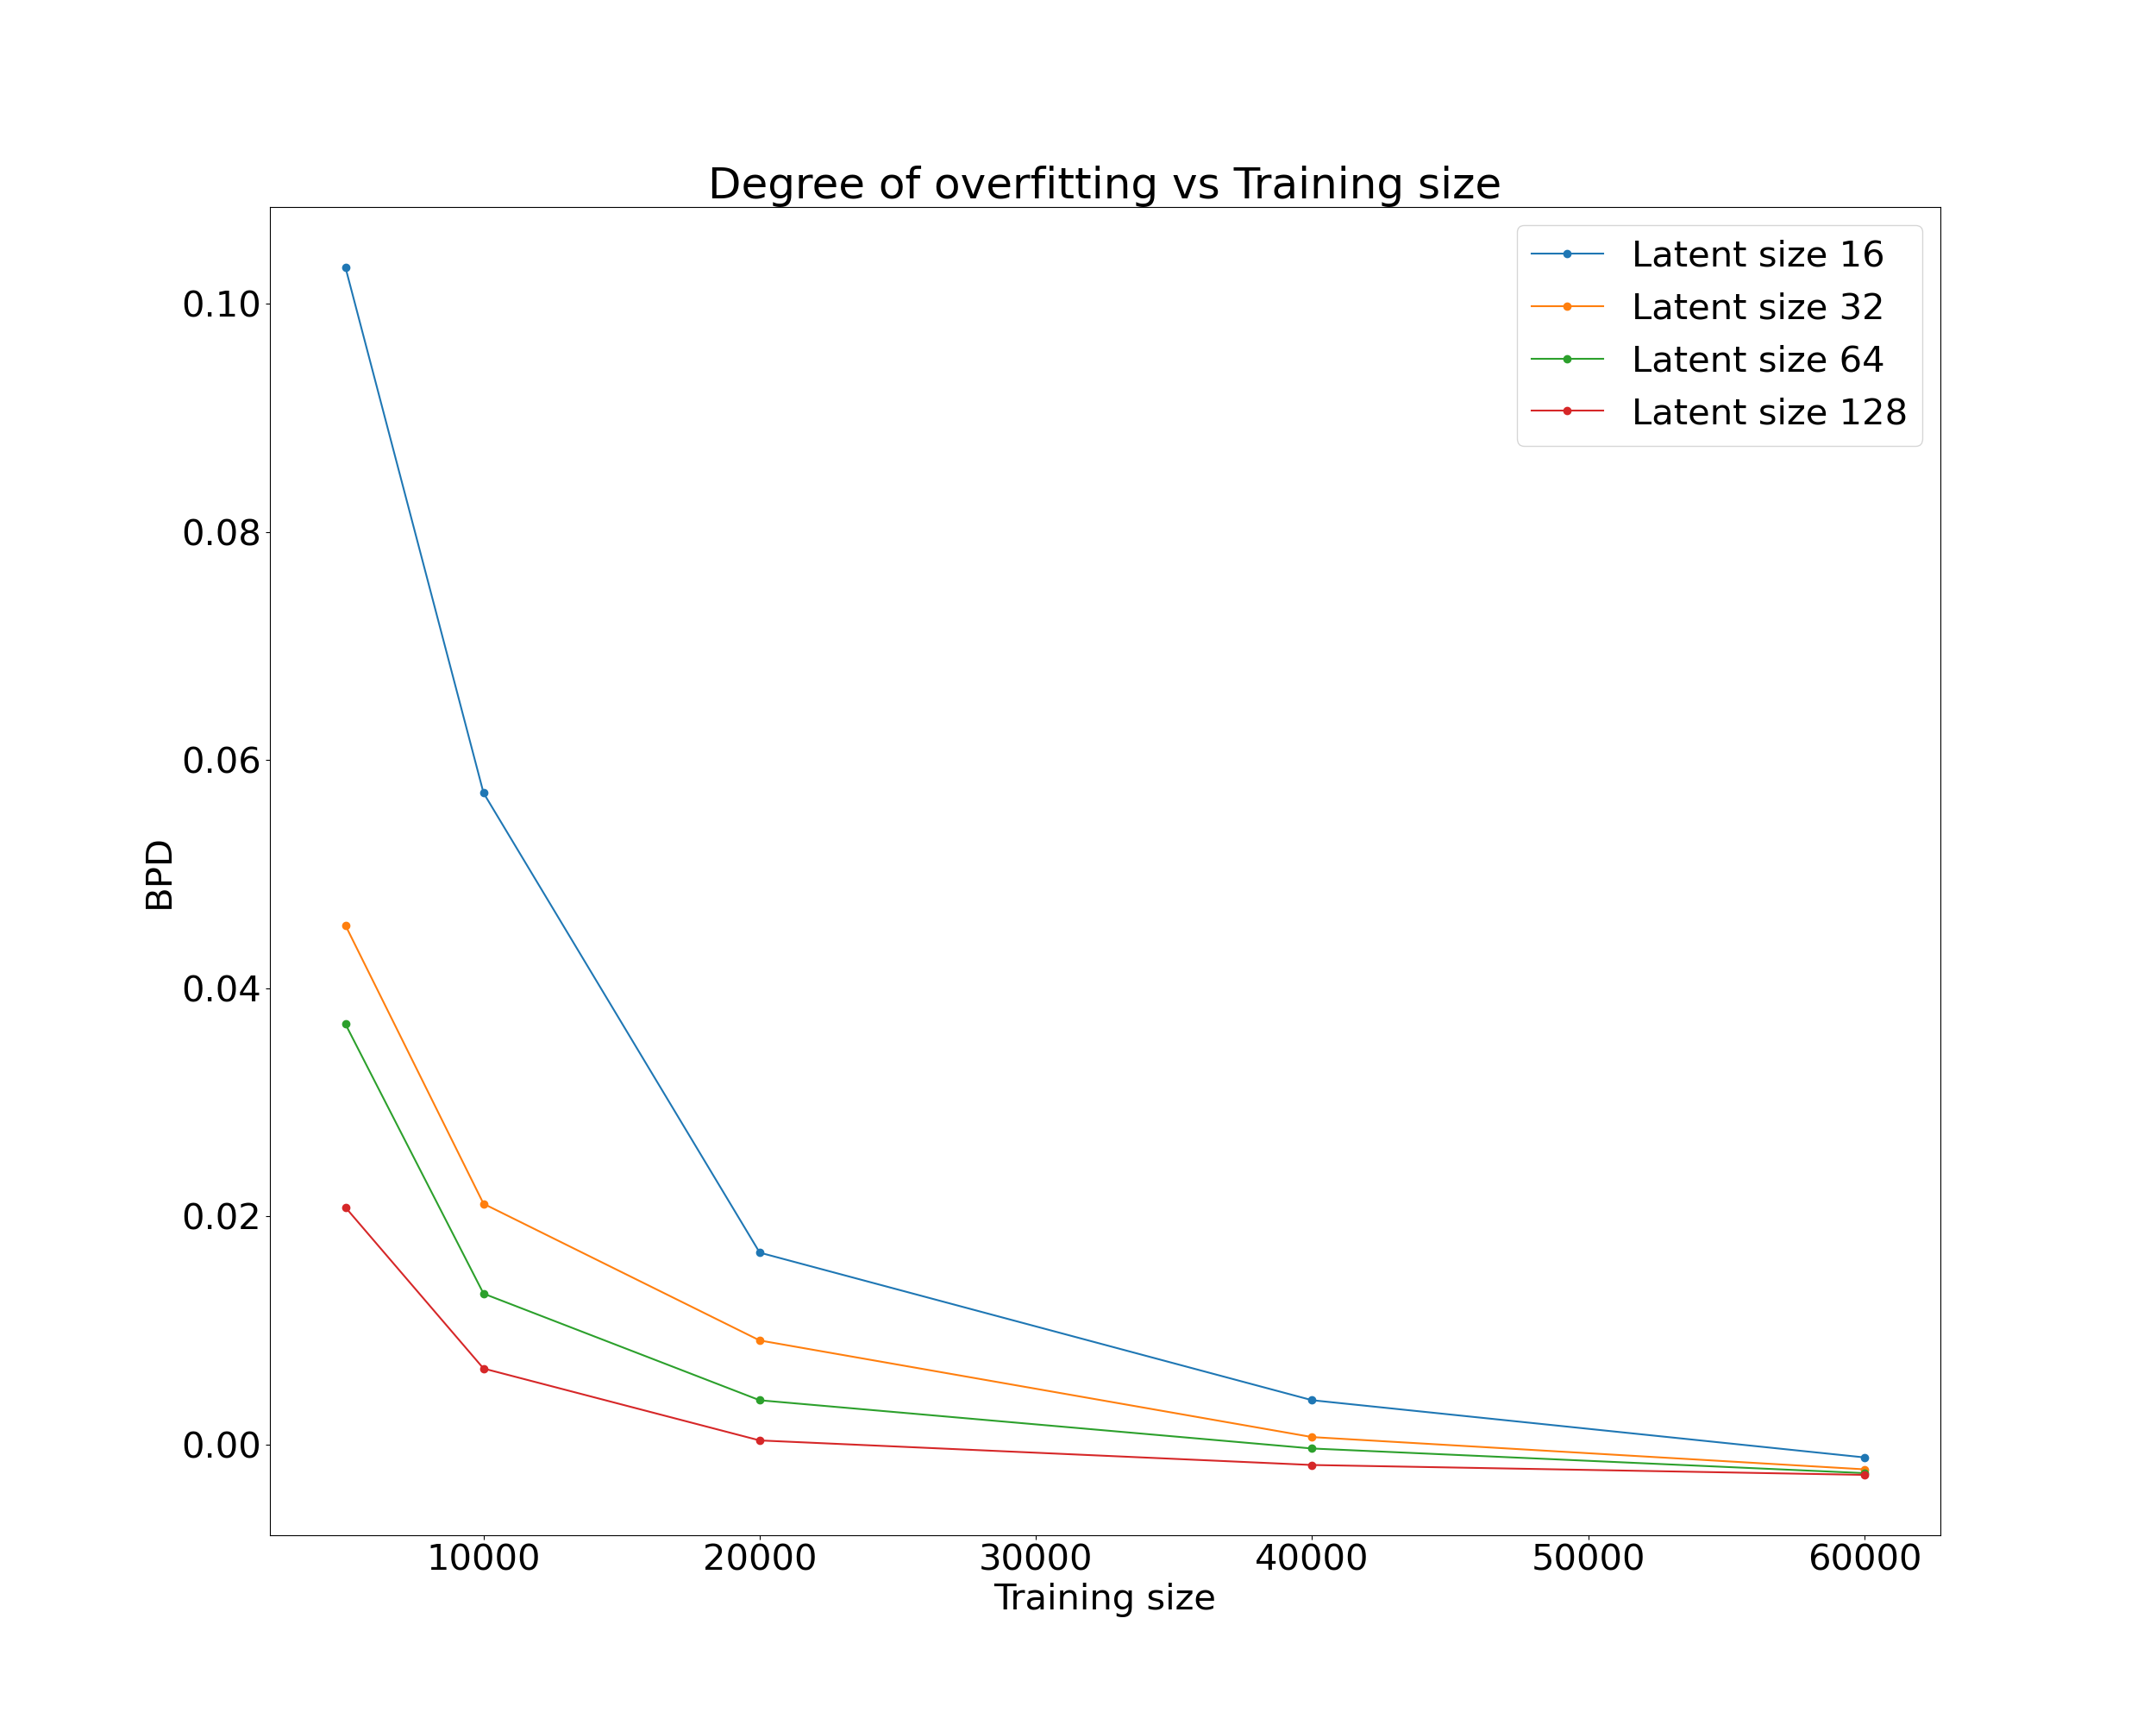 Degree of overfitting vs Training size
Latent size 16
Latent size 32
Latent size 64
Latent size 128
0.10
0.08
0.06
0.04
0.02
0.00
BPD
10000 20000 30000 40000 50000 60000
Training size